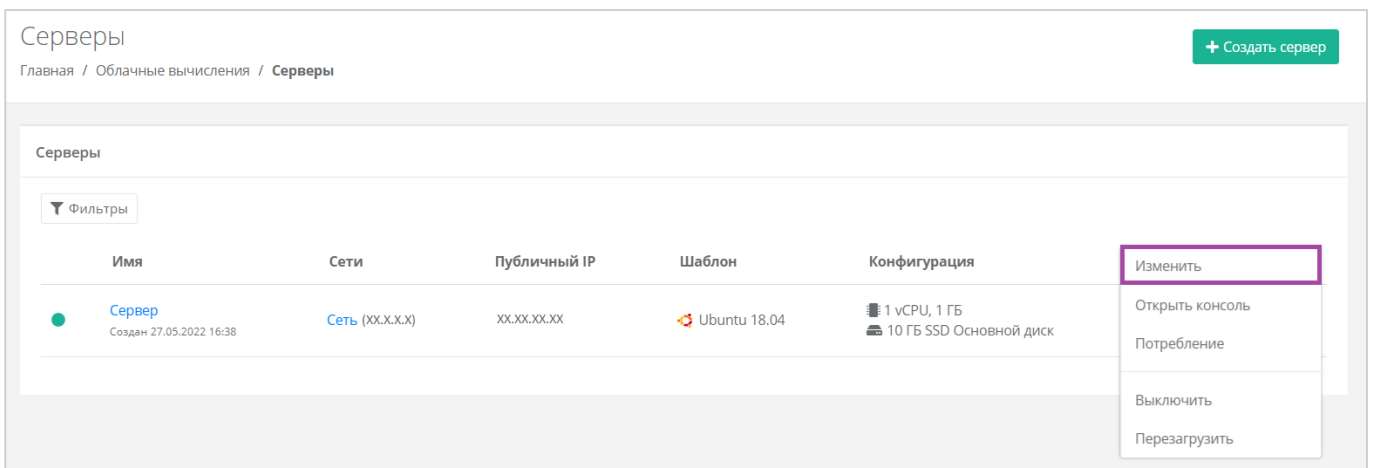 Серверы
+ Создать сервер
Главная / Облачные вычисления / Серверы
Серверы
Фильтры
Имя Сети Публичный IP Шаблон Конфигурация
Сервер Сеть (XX.X.X.X) XX.XX.XX.XX Ubuntu 18.04 1 vCPU, 1 ГБ
Создан 27.05.2022 16:38 10 ГБ SSD Основной диск
Изменить
Открыть консоль
Потребление
Выключить
Перезагрузить